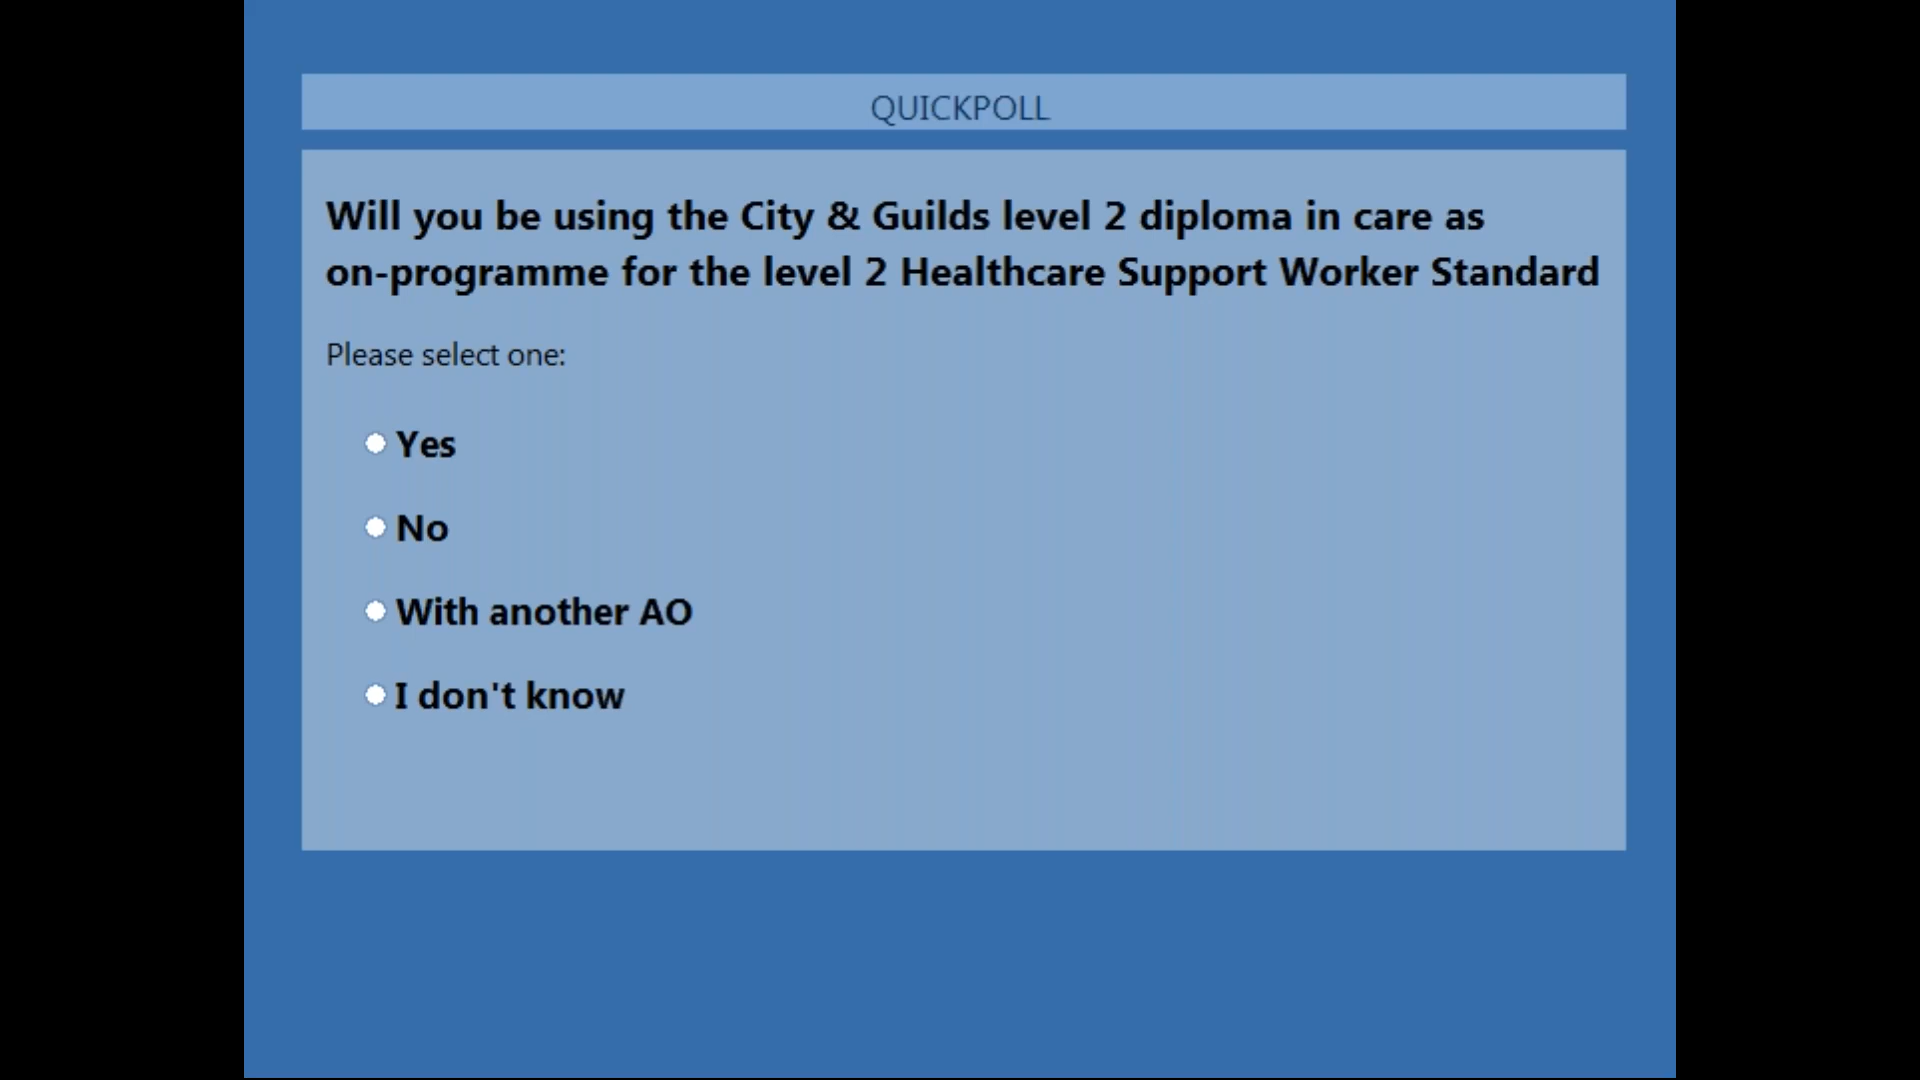 QUICKPOLL
Will you be using the City & Guilds level 2 diploma in care as
on-programme for the level 2 Healthcare Support Worker Standard
Please select one:
Yes
No
With another AO
I don't know